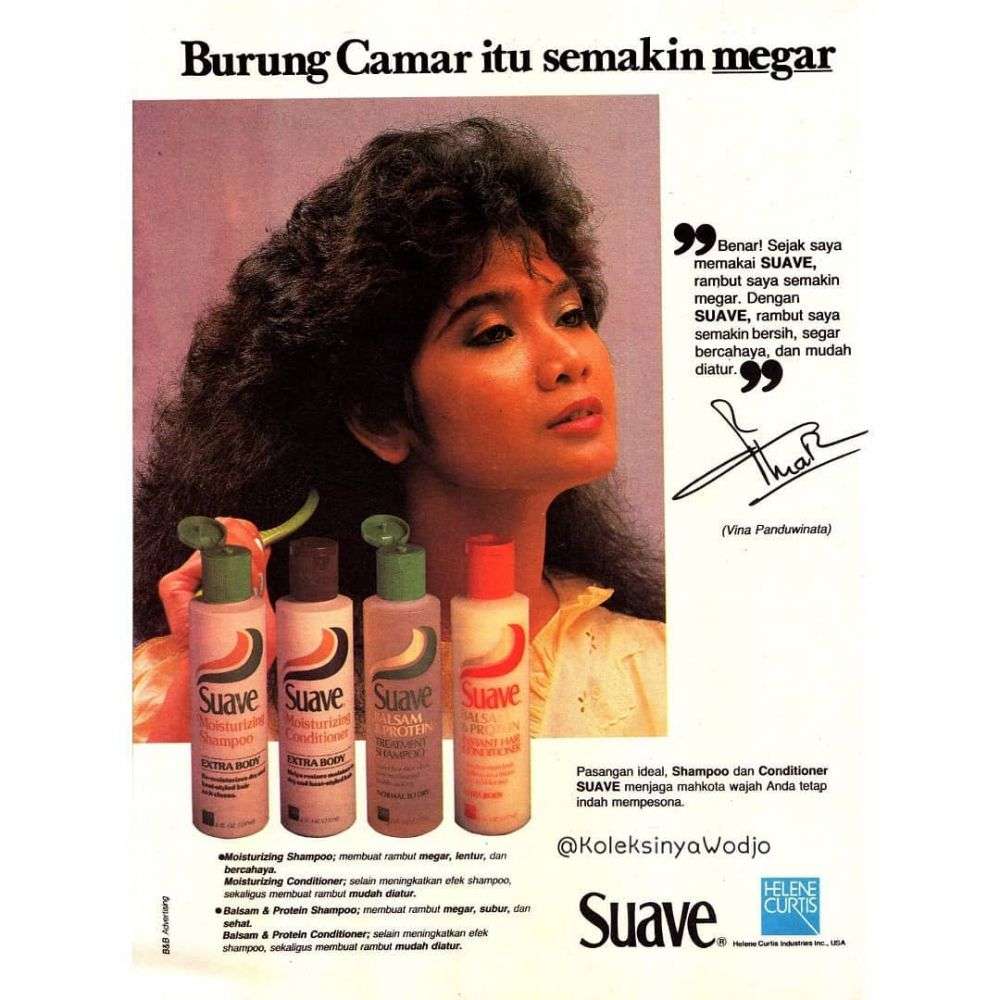 Burung Camar itu semakin megar
”Benar! Sejak saya
memakai SUAVE,
rambut saya semakin
megar. Dengan
SUAVE, rambut saya
semakin bersih, segar
bercahaya, dan mudah
diatur.”
(Vina Panduwinata)
Suave
Moisturizing
Shampoo
EXTRA BODY
Suave
Moisturizing
Conditioner
EXTRA BODY
Suave
BALSAM
& PROTEIN
TREATMENT
SHAMPOO
NORMAL TO DRY
Suave
Pasangan ideal, Shampoo dan Conditioner
SUAVE menjaga mahkota wajah Anda tetap
indah mempesona.
@KoleksinyaWodjo
•Moisturizing Shampoo; membuat rambut megar, lentur, dan
bercahaya.
Moisturizing Conditioner; selain meningkatkan efek shampoo,
sekaligus membuat rambut mudah diatur.
•Balsam & Protein Shampoo; membuat rambut megar, subur, dan
sehat.
Balsam & Protein Conditioner; selain meningkatkan efek
shampoo, sekaligus membuat rambut mudah diatur.
B&B Advertising
Suave®
HELENE
CURTIS
Helene Curtis Industries Inc., USA